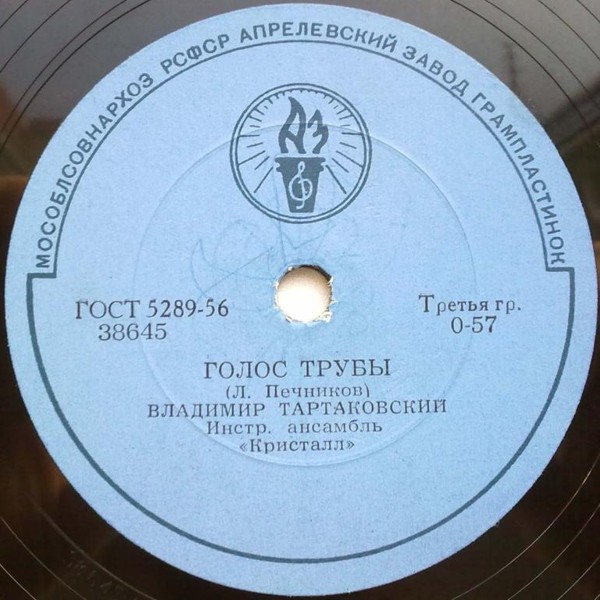 МОСОБЛСОВНАРХОЗ РСФСР АПРЕЛЕВСКИЙ ЗАВОД ГРАМПЛАСТИНОК
АЗ
ГОСТ 5289-56
38645
Третья гр.
0-57
ГОЛОС ТРУБЫ
(Л. Печников)
ВЛАДИМИР ТАРТАКОВСКИЙ
Инстр. ансамбль
«Кристалл»